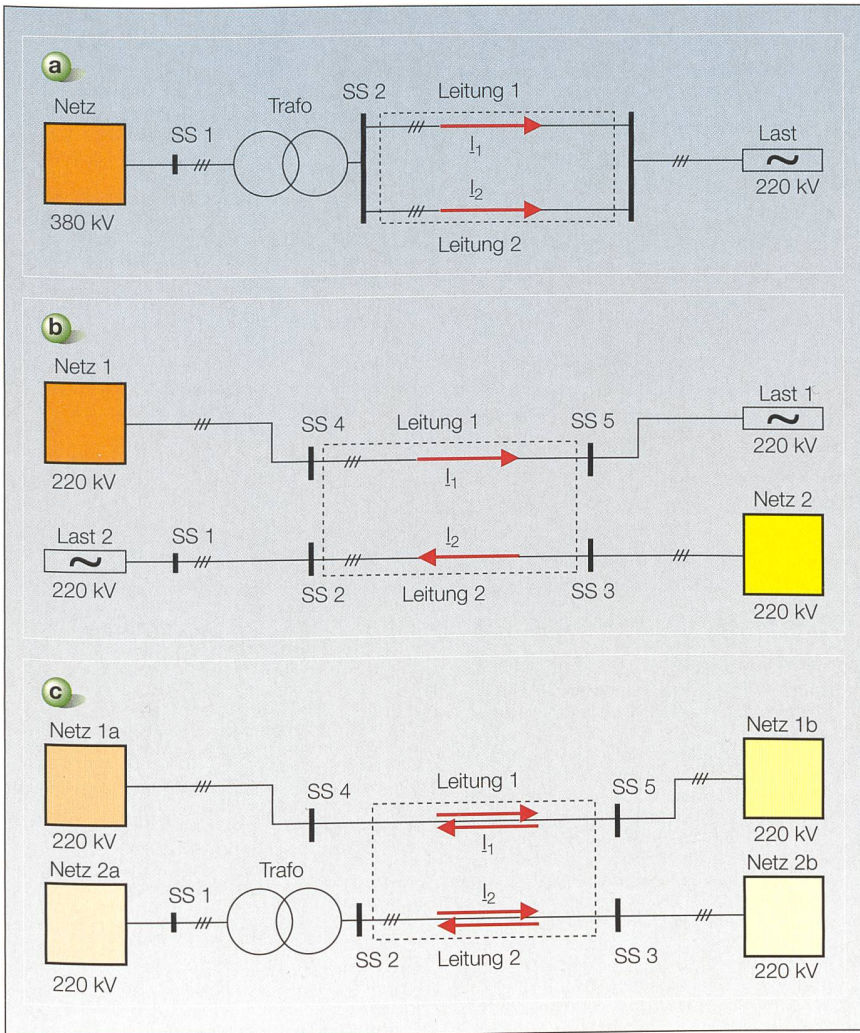 a
Netz
380 kV
SS 1
Trafo
SS 2
Leitung 1
I1
I2
Leitung 2
Last
~
220 kV
b
Netz 1
220 kV
SS 4
Leitung 1
I1
SS 5
Last 1
~
220 kV
Last 2
~
220 kV
SS 1
SS 2
I2
Leitung 2
SS 3
Netz 2
220 kV
c
Netz 1a
220 kV
SS 4
Leitung 1
I1
SS 5
Netz 1b
220 kV
Netz 2a
220 kV
SS 1
Trafo
SS 2
I2
Leitung 2
SS 3
Netz 2b
220 kV